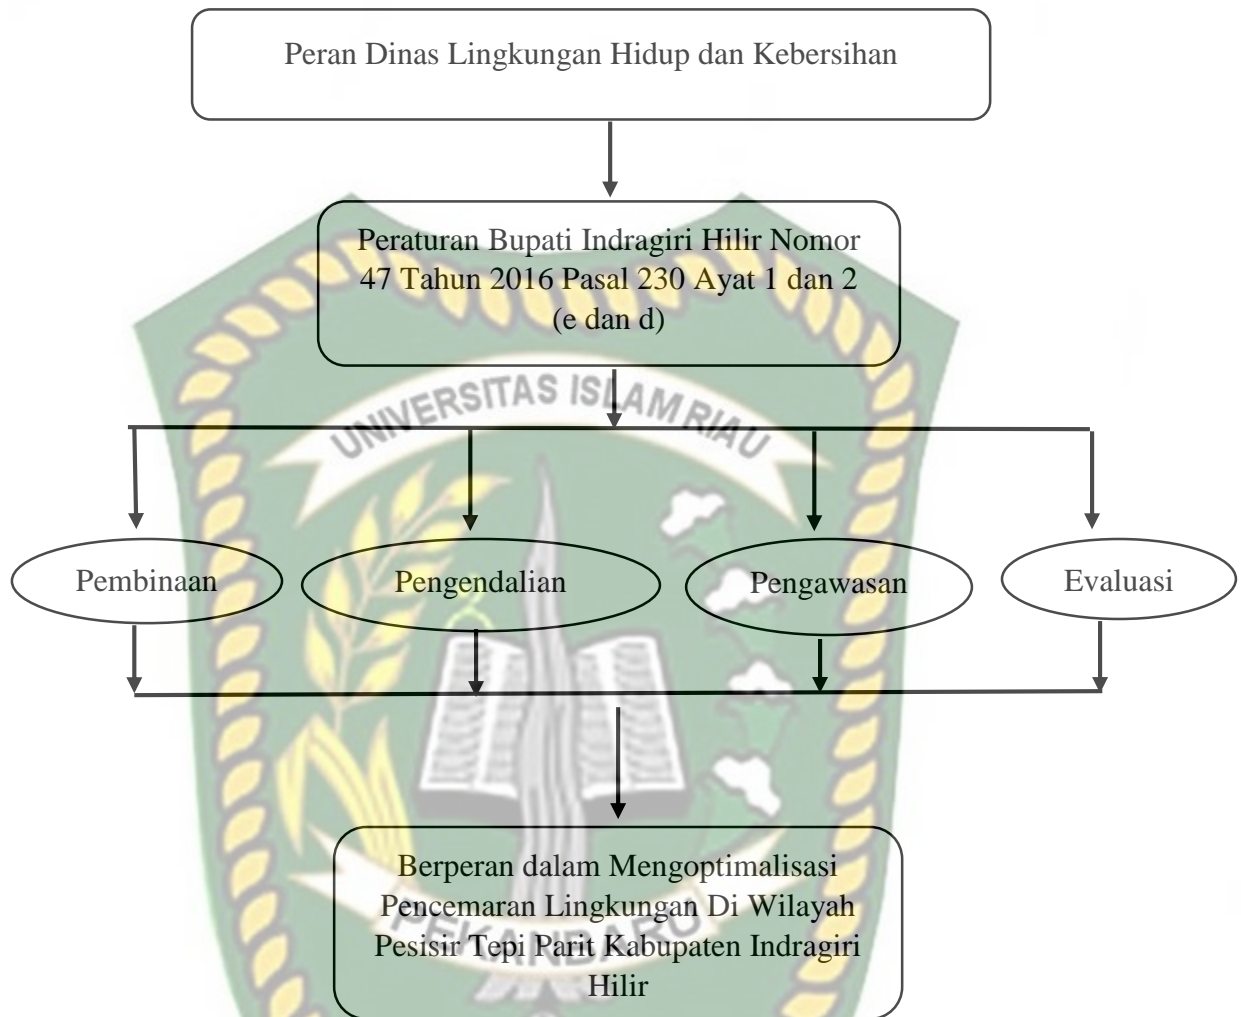 Peran Dinas Lingkungan Hidup dan Kebersihan
Peraturan Bupati Indragiri Hilir Nomor
47 Tahun 2016 Pasal 230 Ayat 1 dan 2
(e dan d)
UNIVERSITAS ISLAM RIAU
Pembinaan
Pengendalian
Pengawasan
Evaluasi
Berperan dalam Mengoptimalisasi
Pencemaran Lingkungan Di Wilayah
Pesisir Tepi Parit Kabupaten Indragiri
Hilir
PEKANBARU